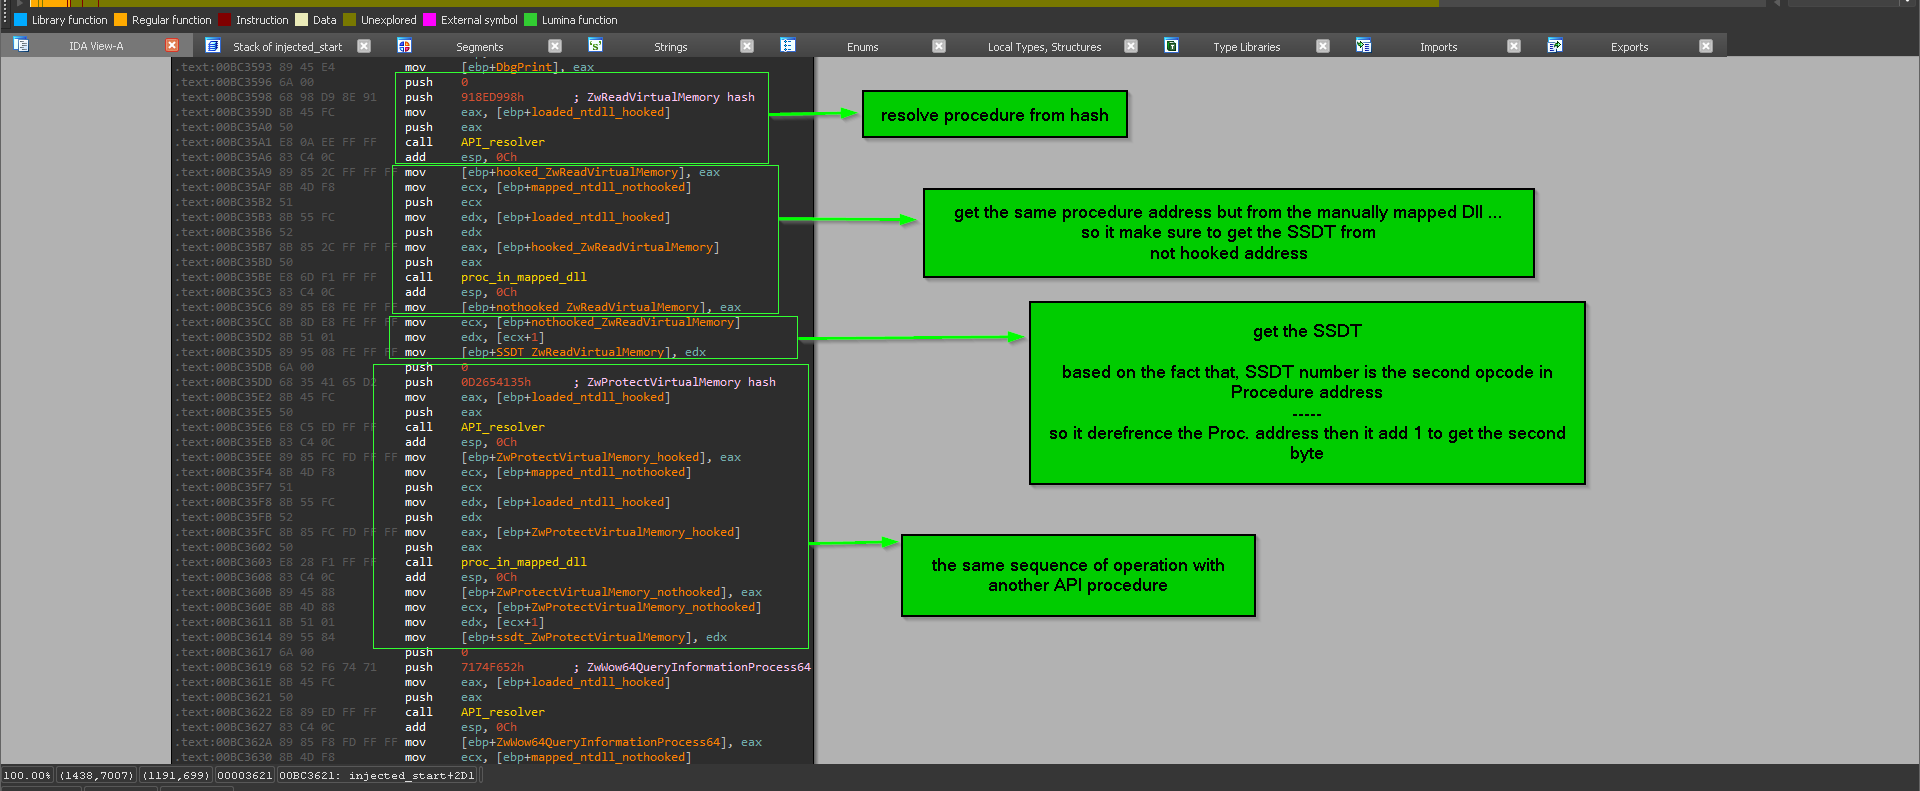 Library function Regular function Instruction Data Unexplored External symbol Lumina function
IDA View-A Stack of injected_start Segments Strings Enums Local Types, Structures Type Libraries Imports Exports
.text:00BC3593 89 45 E4 mov [ebp+DbgPrint], eax
.text:00BC3596 6A 00 push 0
.text:00BC3598 68 98 D9 8E 91 push 918ED998h ; ZwReadVirtualMemory hash
.text:00BC359D 8B 45 FC mov eax, [ebp+loaded_ntdll_hooked]
.text:00BC35A0 50 push eax
.text:00BC35A1 E8 0A EE FF FF call API_resolver
.text:00BC35A6 83 C4 0C add esp, 0Ch
.text:00BC35A9 89 85 2C FF FF FF mov [ebp+hooked_ZwReadVirtualMemory], eax
.text:00BC35AF 8B 4D F8 mov ecx, [ebp+mapped_ntdll_nothooked]
.text:00BC35B2 51 push ecx
.text:00BC35B3 8B 55 FC mov edx, [ebp+loaded_ntdll_hooked]
.text:00BC35B6 52 push edx
.text:00BC35B7 8B 85 2C FF FF FF mov eax, [ebp+hooked_ZwReadVirtualMemory]
.text:00BC35BD 50 push eax
.text:00BC35BE E8 6D F1 FF FF call proc_in_mapped_dll
.text:00BC35C3 83 C4 0C add esp, 0Ch
.text:00BC35C6 89 85 E8 FE FF FF mov [ebp+nothooked_ZwReadVirtualMemory], eax
.text:00BC35CC 8B 8D E8 FE FF FF mov ecx, [ebp+nothooked_ZwReadVirtualMemory]
.text:00BC35D2 8B 51 01 mov edx, [ecx+1]
.text:00BC35D5 89 95 08 FE FF FF mov [ebp+SSDT_ZwReadVirtualMemory], edx
.text:00BC35DB 6A 00 push 0
.text:00BC35DD 68 35 41 65 D2 push 0D2654135h ; ZwProtectVirtualMemory hash
.text:00BC35E2 8B 45 FC mov eax, [ebp+loaded_ntdll_hooked]
.text:00BC35E5 50 push eax
.text:00BC35E6 E8 C5 ED FF FF call API_resolver
.text:00BC35EB 83 C4 0C add esp, 0Ch
.text:00BC35EE 89 85 FC FD FF FF mov [ebp+ZwProtectVirtualMemory_hooked], eax
.text:00BC35F4 8B 4D F8 mov ecx, [ebp+mapped_ntdll_nothooked]
.text:00BC35F7 51 push ecx
.text:00BC35F8 8B 55 FC mov edx, [ebp+loaded_ntdll_hooked]
.text:00BC35FB 52 push edx
.text:00BC35FC 8B 85 FC FD FF FF mov eax, [ebp+ZwProtectVirtualMemory_hooked]
.text:00BC3602 50 push eax
.text:00BC3603 E8 28 F1 FF FF call proc_in_mapped_dll
.text:00BC3608 83 C4 0C add esp, 0Ch
.text:00BC360B 89 45 88 mov [ebp+ZwProtectVirtualMemory_nothooked], eax
.text:00BC360E 8B 4D 88 mov ecx, [ebp+ZwProtectVirtualMemory_nothooked]
.text:00BC3611 8B 51 01 mov edx, [ecx+1]
.text:00BC3614 89 55 84 mov [ebp+ssdt_ZwProtectVirtualMemory], edx
.text:00BC3617 6A 00 push 0
.text:00BC3619 68 52 F6 74 71 push 7174F652h ; ZwWow64QueryInformationProcess64
.text:00BC361E 8B 45 FC mov eax, [ebp+loaded_ntdll_hooked]
.text:00BC3621 50 push eax
.text:00BC3622 E8 89 ED FF FF call API_resolver
.text:00BC3627 83 C4 0C add esp, 0Ch
.text:00BC362A 89 85 F8 FD FF FF mov [ebp+ZwWow64QueryInformationProcess64], eax
.text:00BC3630 8B 4D F8 mov ecx, [ebp+mapped_ntdll_nothooked]
resolve procedure from hash
get the same procedure address but from the manually mapped Dll ...
so it make sure to get the SSDT from
not hooked address
get the SSDT
based on the fact that, SSDT number is the second opcode in
Procedure address
-----
so it derefrence the Proc. address then it add 1 to get the second
byte
the same sequence of operation with
another API procedure
100.00% (1438,7007) (1191,699) 00003621 00BC3621: injected_start+2D1